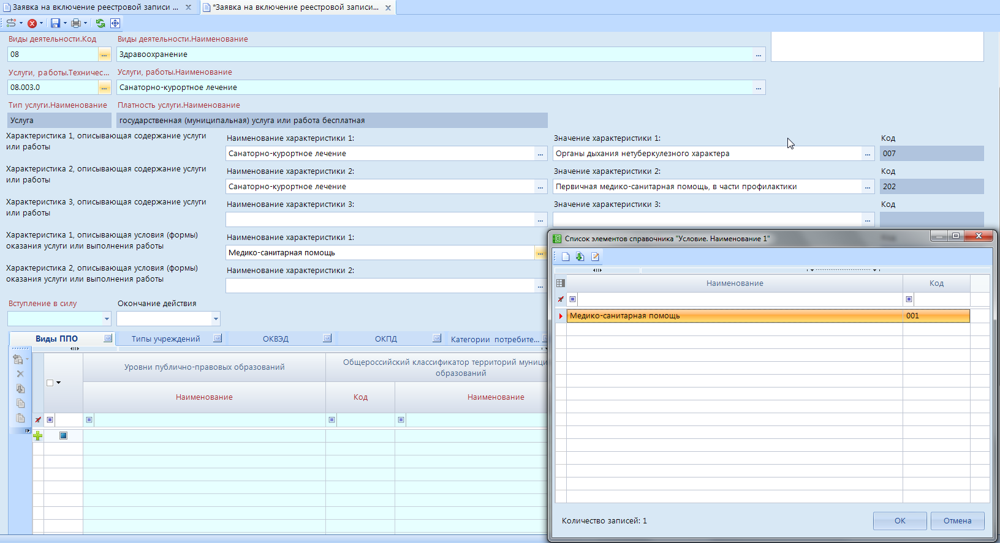 Заявка на включение реестровой записи ...
*Заявка на включение реестровой записи...
Виды деятельности.Код
Виды деятельности.Наименование
08
...
Здравоохранение
...
Услуги, работы.Техничес...
Услуги, работы.Наименование
08.003.0
...
Санаторно-курортное лечение
...
Тип услуги.Наименование
Платность услуги.Наименование
Услуга
государственная (муниципальная) услуга или работа бесплатная
Характеристика 1, описывающая содержание услуги
или работы
Наименование характеристики 1:
Значение характеристики 1:
Код
Санаторно-курортное лечение
...
Органы дыхания нетуберкулезного характера
...
007
Характеристика 2, описывающая содержание услуги
или работы
Наименование характеристики 2:
Значение характеристики 2:
Код
Санаторно-курортное лечение
...
Первичная медико-санитарная помощь, в части профилактики
...
202
Характеристика 3, описывающая содержание услуги
или работы
Наименование характеристики 3:
Значение характеристики 3:
Код
...
...
Характеристика 1, описывающая условия (формы)
оказания услуги или выполнения работы
Наименование характеристики 1:
Медико-санитарная помощь
...
Характеристика 2, описывающая условия (формы)
оказания услуги или выполнения работы
Наименование характеристики 2:
...
Вступление в силу
Окончание действия
Виды ППО
Типы учреждений
ОКВЭД
ОКПД
Категории потребите...
Уровни публично-правовых образований
Общероссийский классификатор территорий муници
образований
Наименование
Код
Наименование
Список элементов справочника "Условие. Наименование 1"
Наименование
Код
Медико-санитарная помощь
001
Количество записей: 1
ОК
Отмена